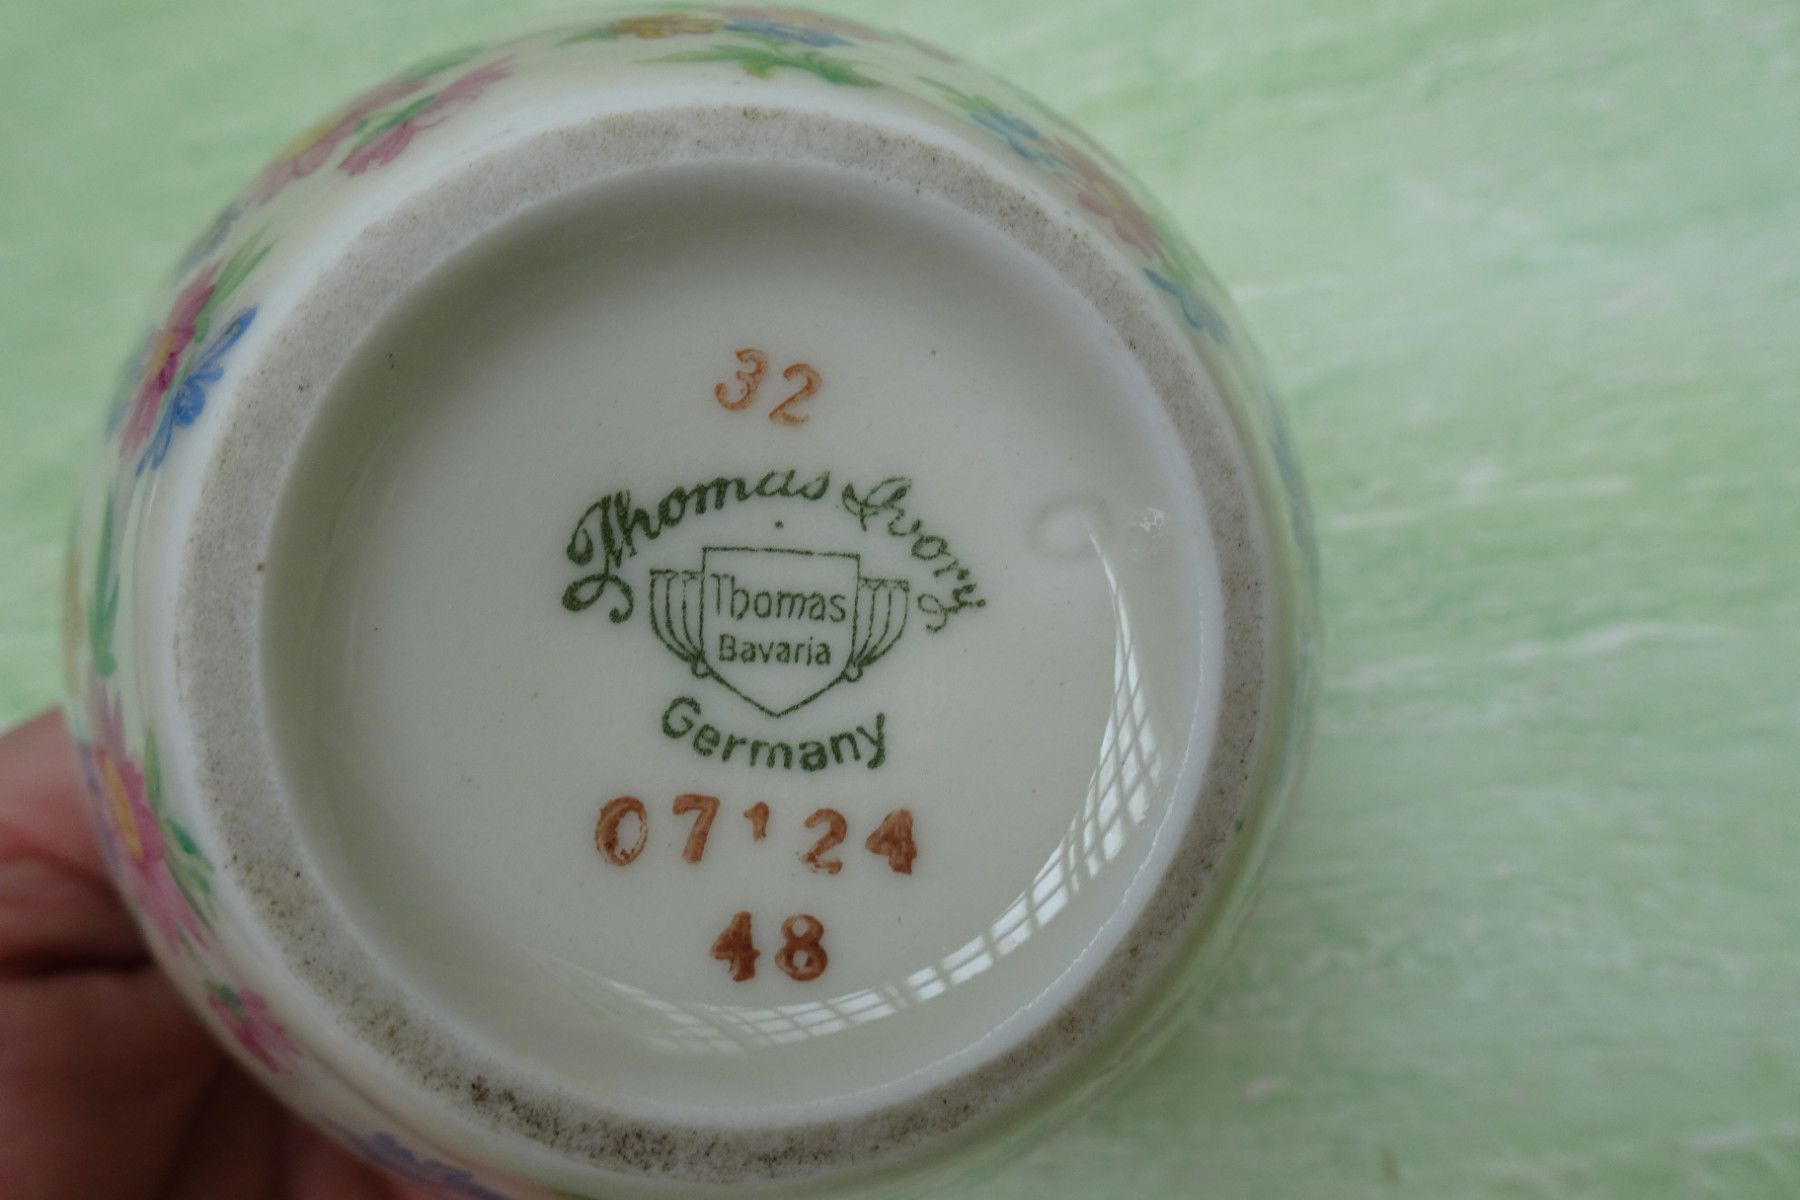 32
Thomas Ivory
Thomas
Bavaria
Germany
07'24
48